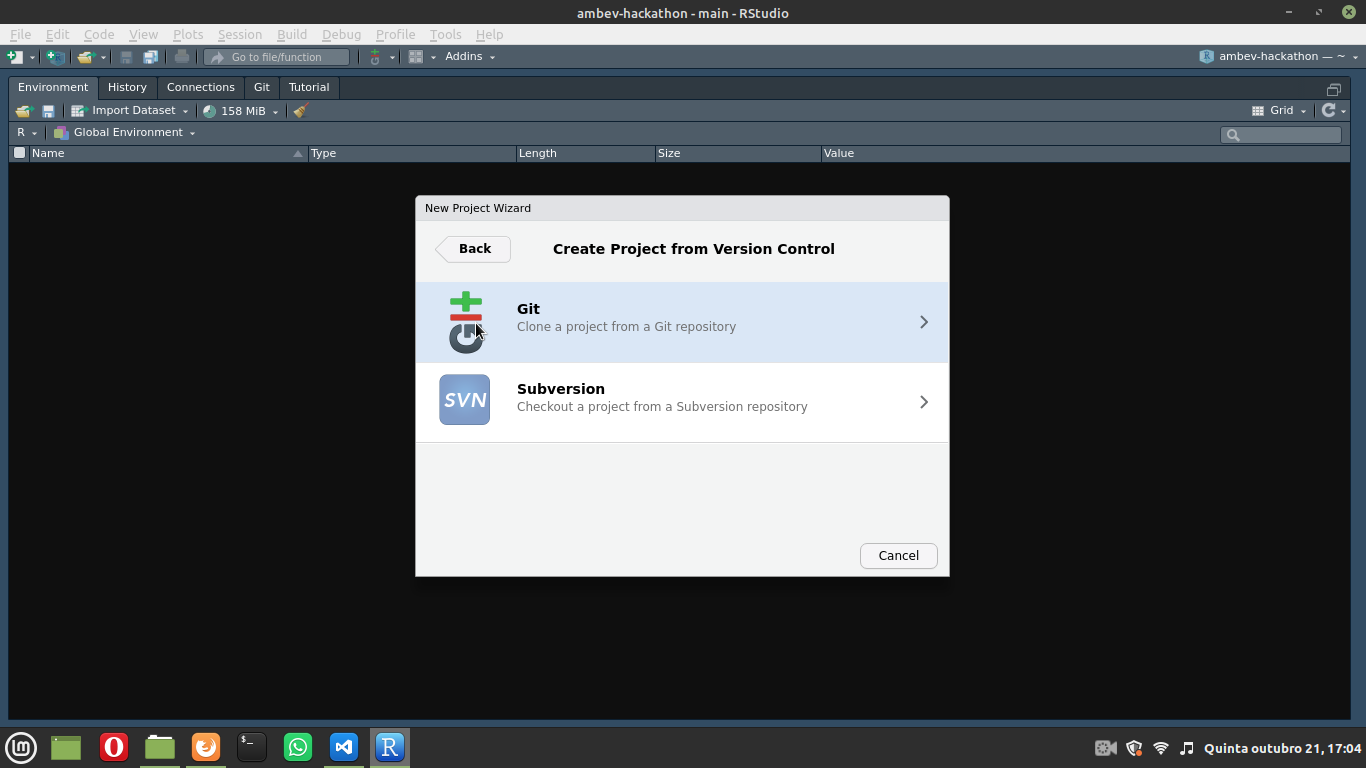 ambev-hackathon - main - RStudio
File Edit Code View Plots Session Build Debug Profile Tools Help
Go to file/function Addins ambev-hackathon — ~
Environment History Connections Git Tutorial
Import Dataset 158 MiB Grid
R Global Environment
Name Type Length Size Value
New Project Wizard
Back Create Project from Version Control
Git
Clone a project from a Git repository
SVN
Subversion
Checkout a project from a Subversion repository
Cancel
Quinta outubro 21, 17:04